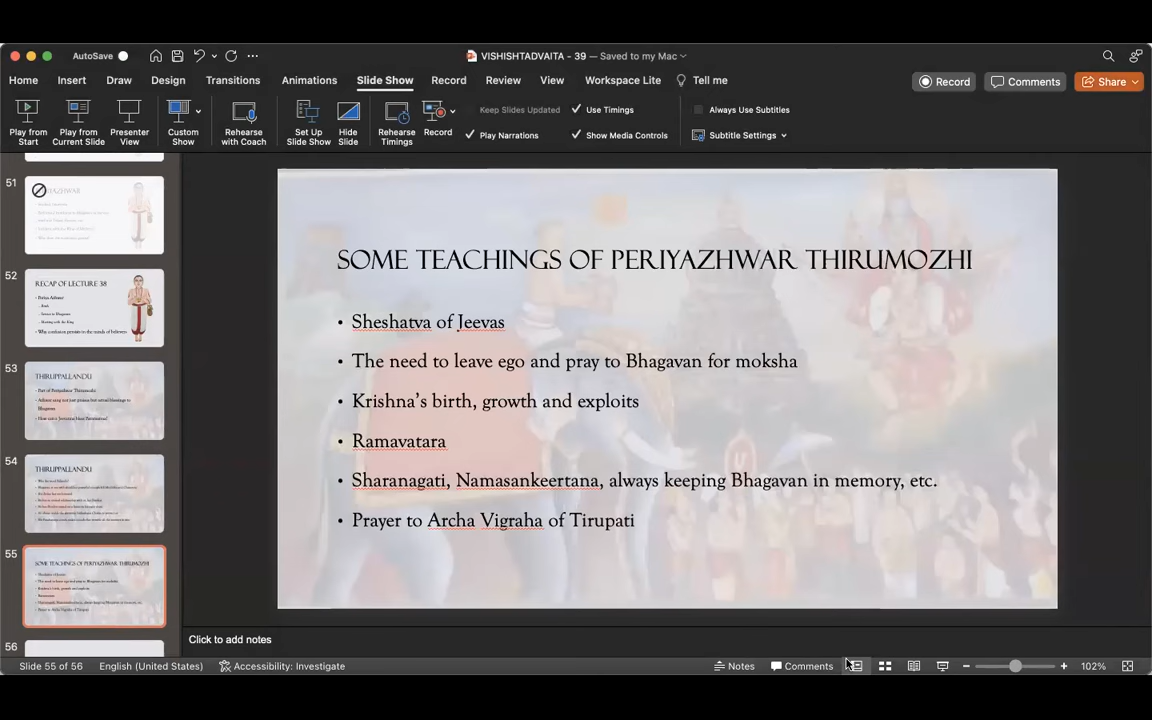 AutoSave
VISHISHTADVAITA - 39 — Saved to my Mac
Home Insert Draw Design Transitions Animations Slide Show Record Review View Workspace Lite Tell me
Record Comments Share
Play from Start
Play from Current Slide
Presenter View
Custom Show
Rehearse with Coach
Set Up Slide Show
Hide Slide
Rehearse Timings
Record
Keep Slides Updated
Use Timings
Play Narrations
Show Media Controls
Always Use Subtitles
Subtitle Settings
51
52
RECAP OF LECTURE 38
53
THIRUPPALLANDU
• Part of Periyazhwar Thirumozhi
54
THIRUPPALLANDU
55
SOME TEACHINGS OF PERIYAZHWAR THIRUMOZHI
56
SOME TEACHINGS OF PERIYAZHWAR THIRUMOZHI
• Sheshatva of Jeevas
• The need to leave ego and pray to Bhagavan for moksha
• Krishna's birth, growth and exploits
• Ramavatara
• Sharanagati, Namasankeertana, always keeping Bhagavan in memory, etc.
• Prayer to Archa Vigraha of Tirupati
Click to add notes
Slide 55 of 56 English (United States) Accessibility: Investigate Notes Comments 102%